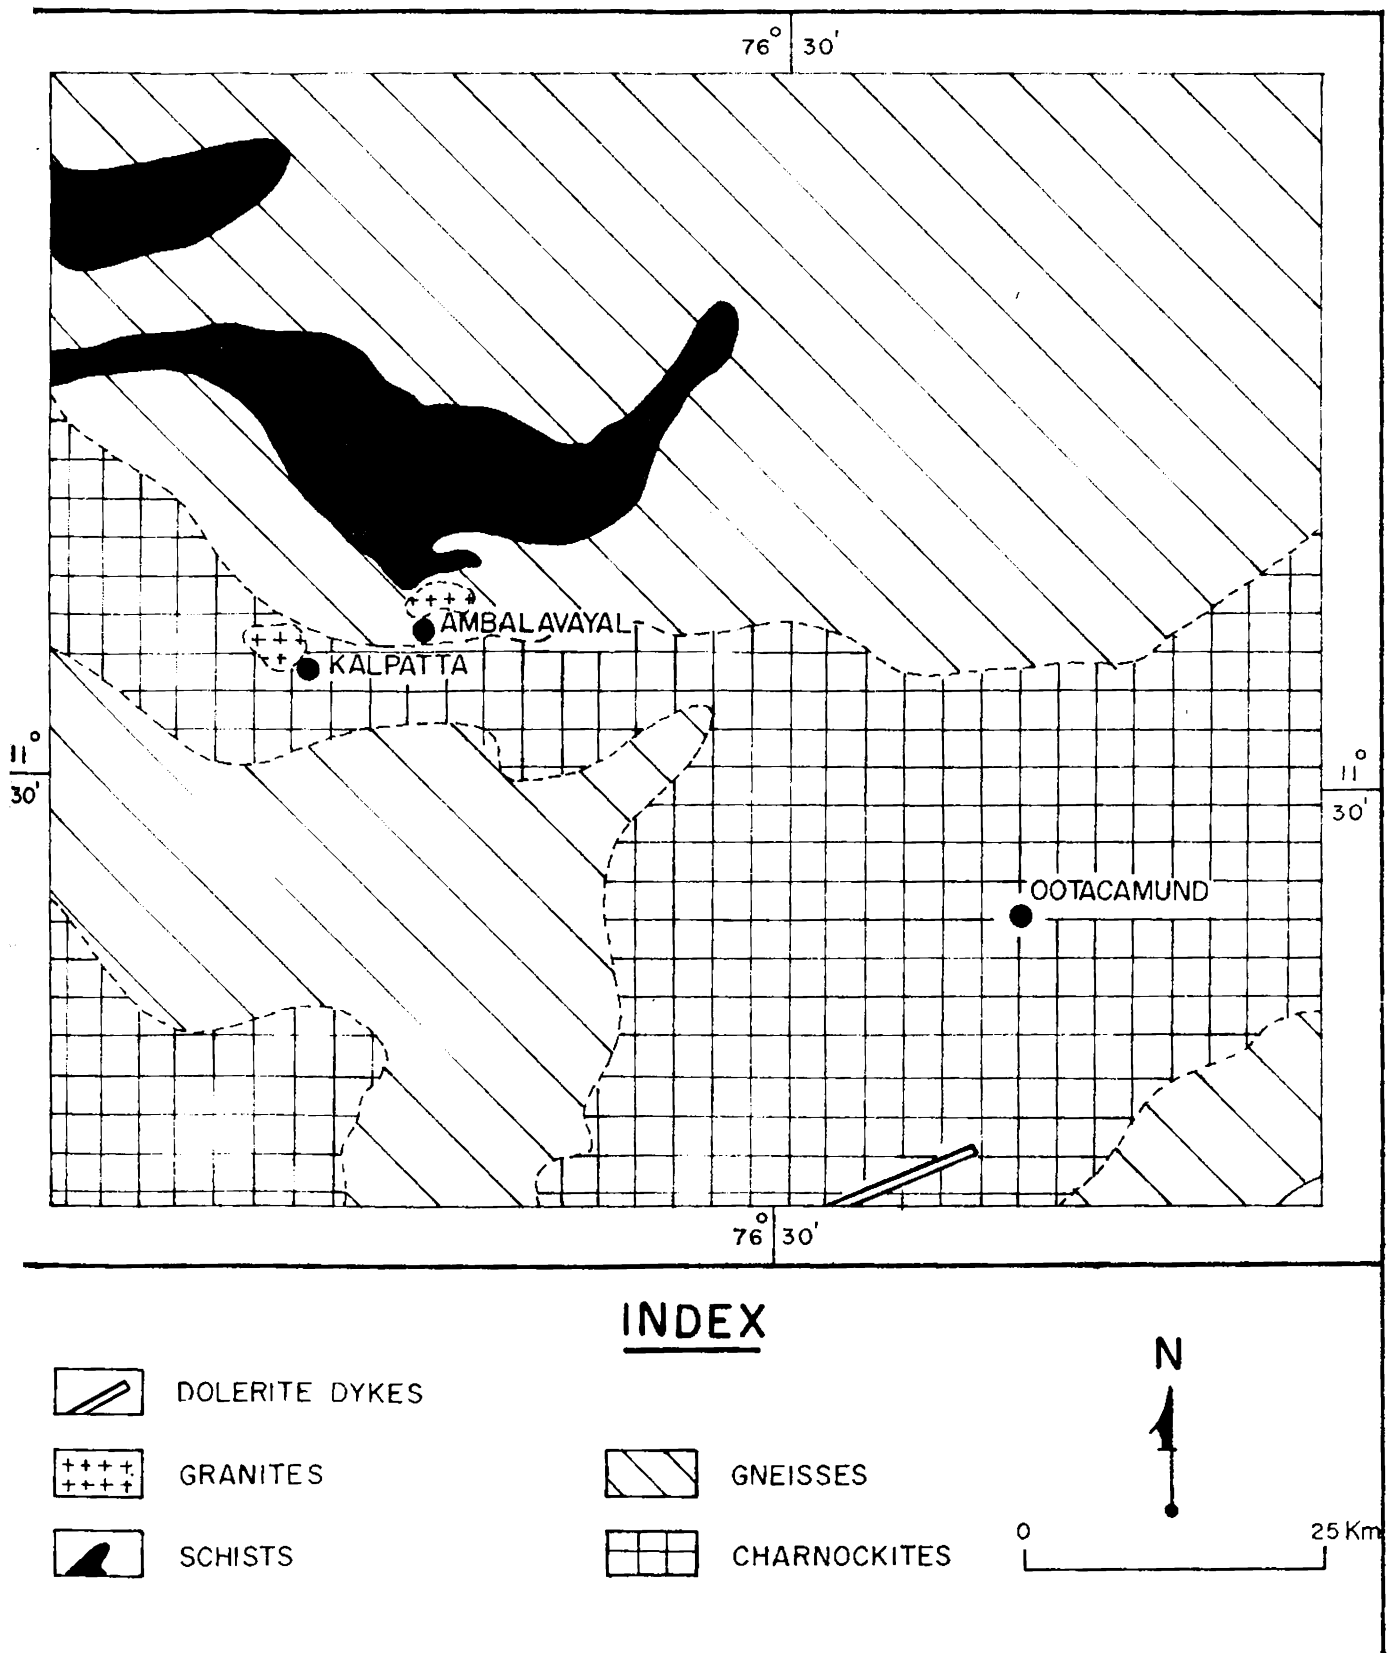 76° 30'
AMBALAVAYAL
KALPATTA
11°
30'
11°
30'
OOTACAMUND
76° 30'
INDEX
N
DOLERITE DYKES
GRANITES
GNEISSES
SCHISTS
CHARNOCKITES
0 25 Km